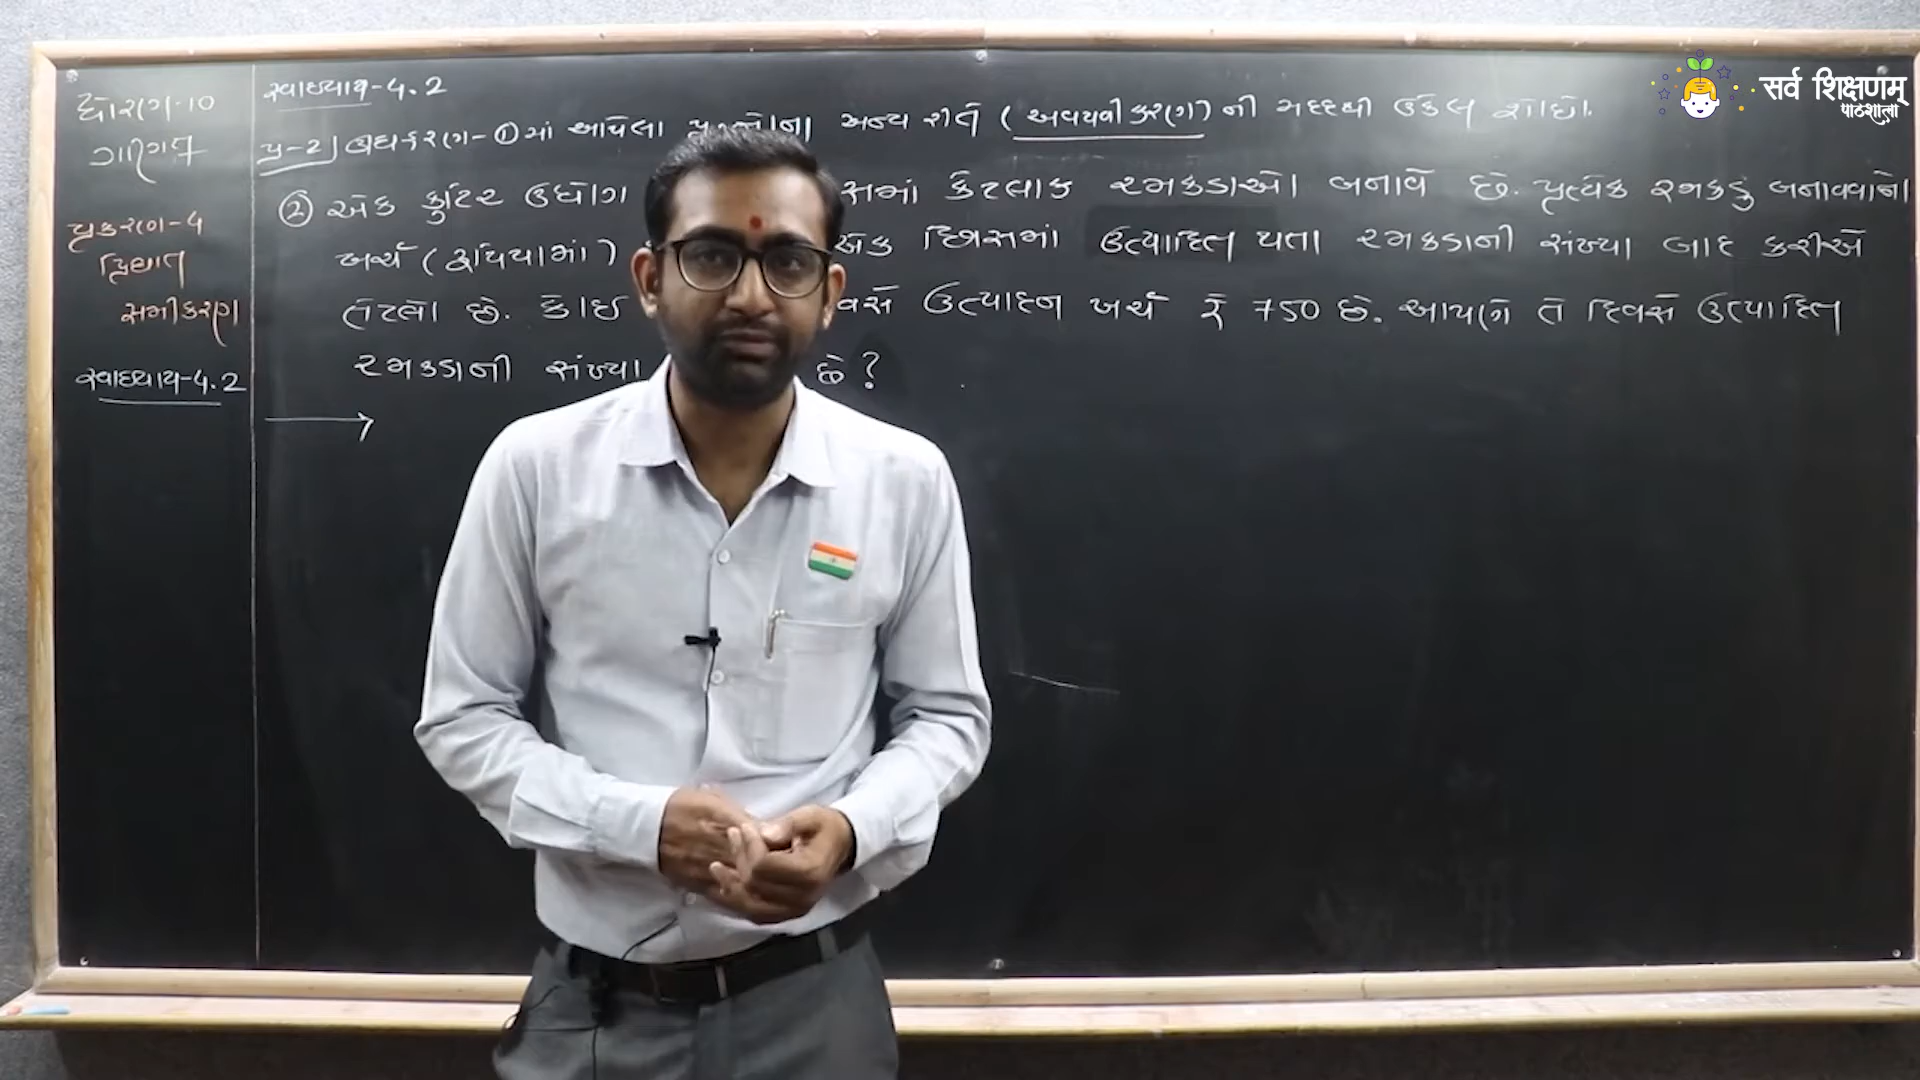 ધોરણ-10
ગણિત
પ્રકરણ-4
દ્વિઘાત
સમીકરણ
સ્વાધ્યાય-4.2
સ્વાધ્યાય-4.2
પ્ર-2) ઉદાહરણ-① માં આપેલા અન્ય રીતે (અવયવીકરણ) ની મદદથી ઉકેલ શોધો.
② એક કુટિર ઉદ્યોગ કેટલાક રમકડાઓ બનાવે છે. પ્રત્યેક રમકડું બનાવવાનો
ખર્ચ (રૂપિયામાં) એક દિવસમાં ઉત્પાદિત થતા રમકડાની સંખ્યા બાદ કરીએ
તેટલો છે. કોઈ ઉત્પાદન ખર્ચ ₹ 750 છે. આપણે તે દિવસે ઉત્પાદિત
રમકડાની સંખ્યા છે?
सर्व शिक्षणम्
पाठशाला